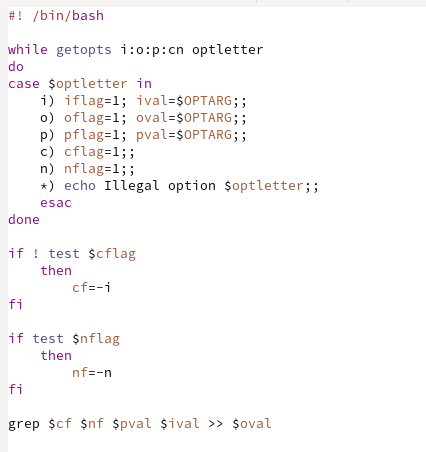 #! /bin/bash
while getopts i:o:p:cn optletter
do
case $optletter in
i) iflag=1; ival=$OPTARG;;
o) oflag=1; oval=$OPTARG;;
p) pflag=1; pval=$OPTARG;;
c) cflag=1;;
n) nflag=1;;
*) echo Illegal option $optletter;;
esac
done
if ! test $cflag
then
cf=-i
fi
if test $nflag
then
nf=-n
fi
grep $cf $nf $pval $ival >> $oval